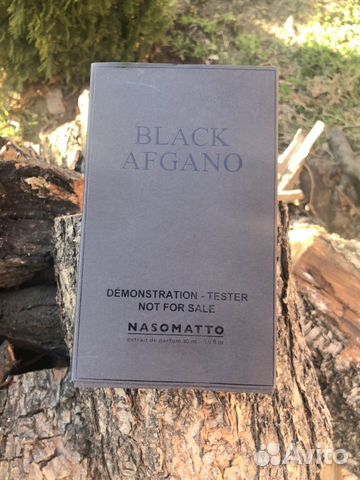 BLACK
AFGANO
DÉMONSTRATION - TESTER
NOT FOR SALE
NASOMATTO
extrait de parfum 30 ml - 1.0 fl.oz
Avito